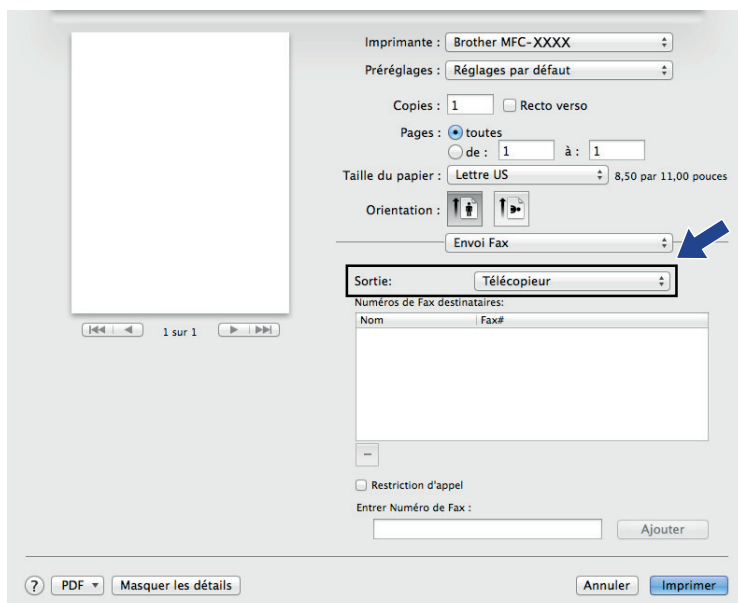 Imprimante : Brother MFC-XXXX
Préréglages : Réglages par défaut
Copies : 1 Recto verso
Pages : toutes
de : 1 à : 1
Taille du papier : Lettre US 8,50 par 11,00 pouces
Orientation :
Envoi Fax
Sortie: Télécopieur
Numéros de Fax destinataires:
Nom Fax#
1 sur 1
Restriction d'appel
Entrer Numéro de Fax :
Ajouter
? PDF Masquer les détails Annuler Imprimer